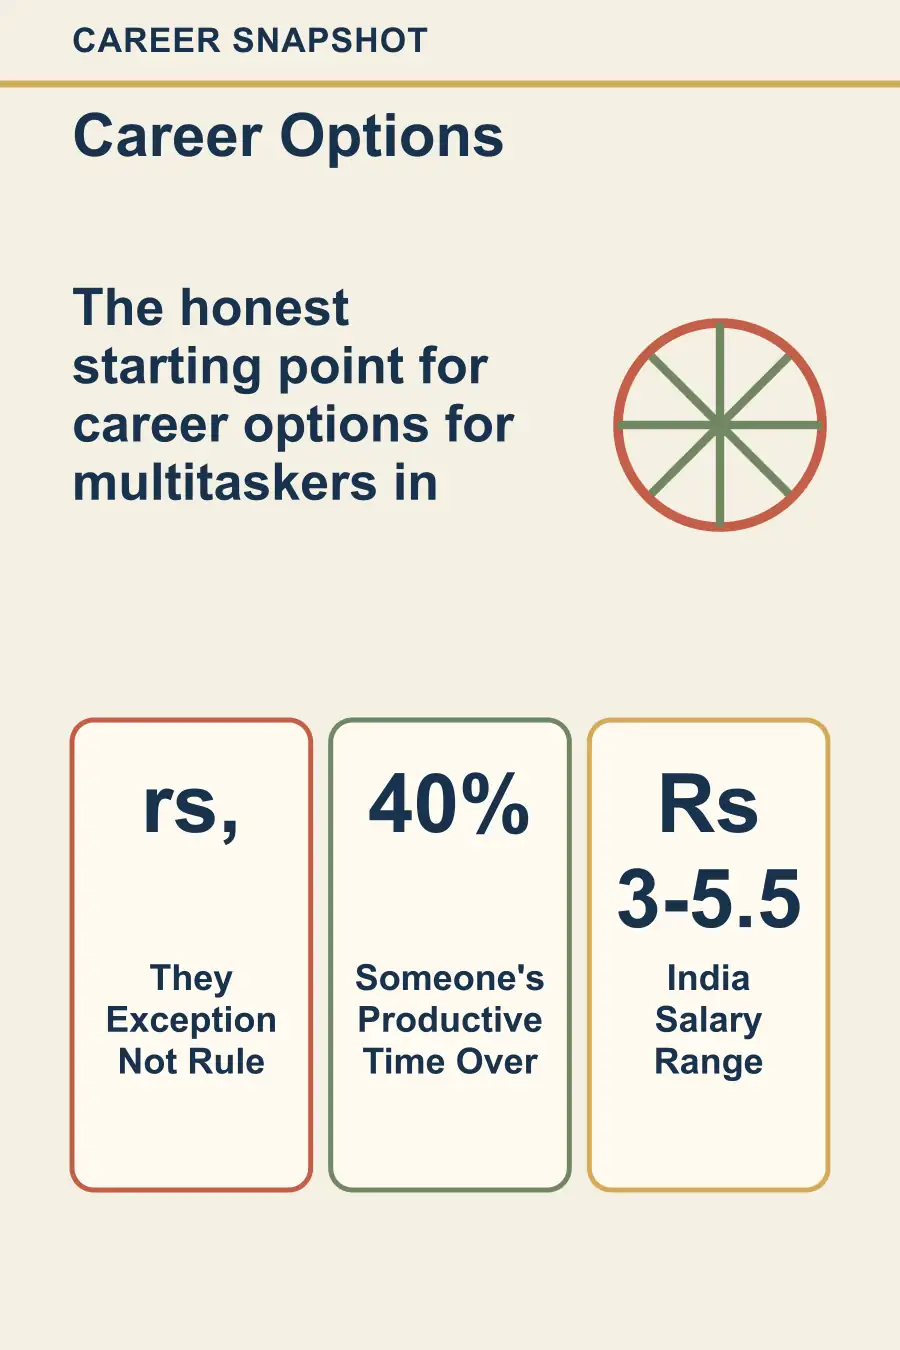 CAREER SNAPSHOT
Career Options
The honest
starting point for
career options for
multitaskers in
rs,
They
Exception
Not Rule
40%
Someone's
Productive
Time Over
Rs
3-5.5
India
Salary
Range